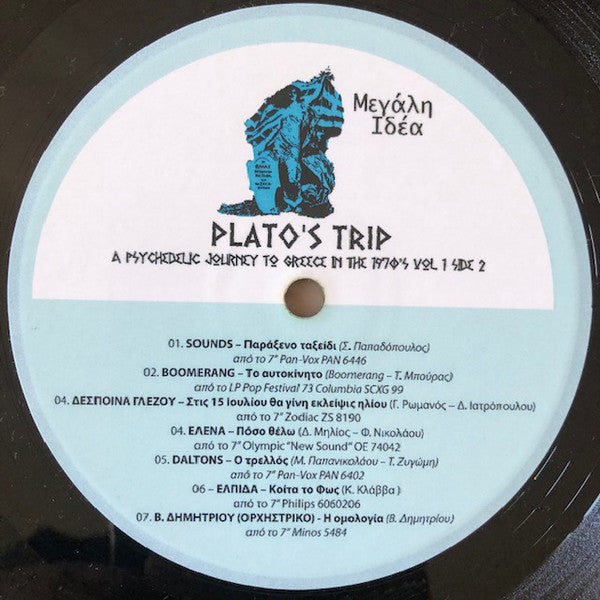 Μεγάλη
Ιδέα
PLATO'S TRIP
A PSYCHEDELIC JOURNEY TO GREECE IN THE 1970'S VOL 1 SIDE 2
01. SOUNDS – Παράξενο ταξείδι (Σ. Παπαδόπουλος)
από το 7" Pan-Vox PAN 6446
02. BOOMERANG – Το αυτοκίνητο (Boomerang – Τ. Μπούρας)
από το LP Pop Festival 73 Columbia SCXG 99
04. ΔΕΣΠΟΙΝΑ ΓΛΕΖΟΥ – Στις 15 ιουλίου θα γίνη εκλείψις ηλίου (Γ. Ρωμανός – Δ. Ιατρόπουλου)
από το 7" Zodiac ZS 8190
04. ΕΛΕΝΑ – Πόσο θέλω (Δ. Μηλίος – Φ. Νικολάου)
από το 7" Olympic "New Sound" OE 74042
05. DALTONS – Ο τρελλός (Μ. Παπανικολάου – Τ. Ζυγώμη)
από το 7" Pan-Vox PAN 6402
06 – ΕΛΠΙΔΑ – Κοίτα το Φως (Κ. Κλάββα )
από το 7" Philips 6060206
07. Β. ΔΗΜΗΤΡΙΟΥ (ΟΡΧΗΣΤΡΙΚΟ) - Η ομολογία (Β. Δημητρίου)
από το 7" Minos 5484